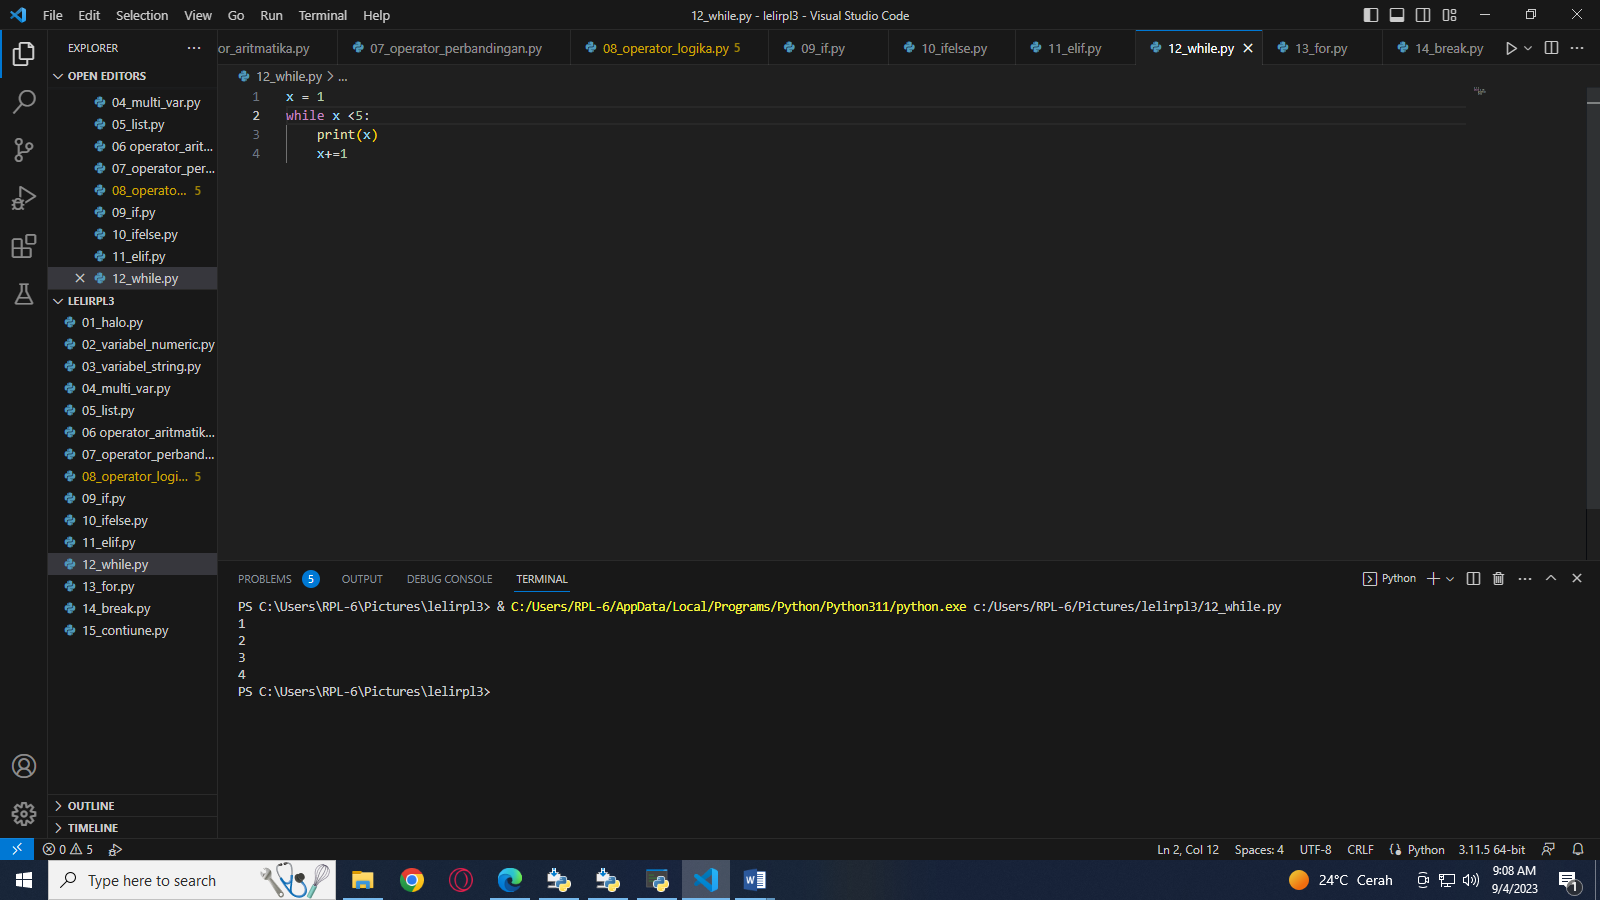 File Edit Selection View Go Run Terminal Help
12_while.py - lelirpl3 - Visual Studio Code
EXPLORER
or_aritmatika.py 07_operator_perbandingan.py 08_operator_logika.py 5 09_if.py 10_ifelse.py 11_elif.py 12_while.py 13_for.py 14_break.py
OPEN EDITORS
04_multi_var.py
05_list.py
06 operator_arit...
07_operator_per...
08_operato... 5
09_if.py
10_ifelse.py
11_elif.py
12_while.py
LELIRPL3
01_halo.py
02_variabel_numeric.py
03_variabel_string.py
04_multi_var.py
05_list.py
06 operator_aritmatik...
07_operator_perband...
08_operator_logi... 5
09_if.py
10_ifelse.py
11_elif.py
12_while.py
13_for.py
14_break.py
15_contiune.py
OUTLINE
TIMELINE
12_while.py > ...
1 x = 1
2 while x <5:
3 print(x)
4 x+=1
PROBLEMS 5 OUTPUT DEBUG CONSOLE TERMINAL
Python
PS C:\Users\RPL-6\Pictures\lelirpl3> & C:/Users/RPL-6/AppData/Local/Programs/Python/Python311/python.exe c:/Users/RPL-6/Pictures/lelirpl3/12_while.py
1
2
3
4
PS C:\Users\RPL-6\Pictures\lelirpl3>
0 5
Ln 2, Col 12 Spaces: 4 UTF-8 CRLF Python 3.11.5 64-bit
Type here to search
24°C Cerah
9:08 AM
9/4/2023
1